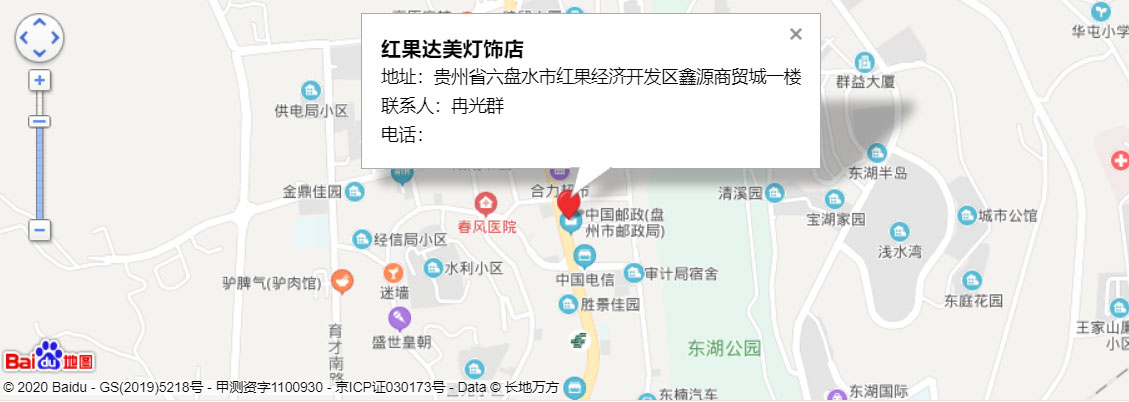 红果达美灯饰店
地址：贵州省六盘水市红果经济开发区鑫源商贸城一楼
联系人：冉光群
电话：
华屯小学
群益大厦
供电局小区
东湖半岛
金鼎佳园
合力超市
清溪园
宝湖家园
城市公馆
春风医院
中国邮政(盘
州市邮政局)
经信局小区
浅水湾
水利小区
中国电信
审计局宿舍
驴脾气(驴肉馆)
迷墙
东庭花园
胜景佳园
盛世皇朝
育才南路
王家山廉
小区
东湖公园
Baidu地图
© 2020 Baidu - GS(2019)5218号 - 甲测资字1100930 - 京ICP证030173号 - Data © 长地万方
东楠汽车
东湖国际